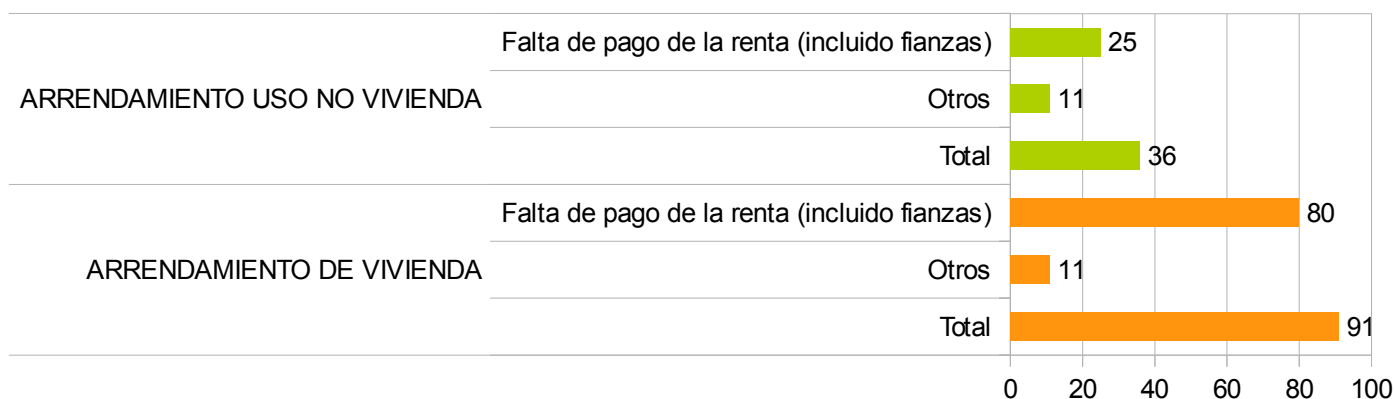 ARRENDAMIENTO USO NO VIVIENDA
Falta de pago de la renta (incluido fianzas) 25
Otros 11
Total 36
ARRENDAMIENTO DE VIVIENDA
Falta de pago de la renta (incluido fianzas) 80
Otros 11
Total 91
0 20 40 60 80 100